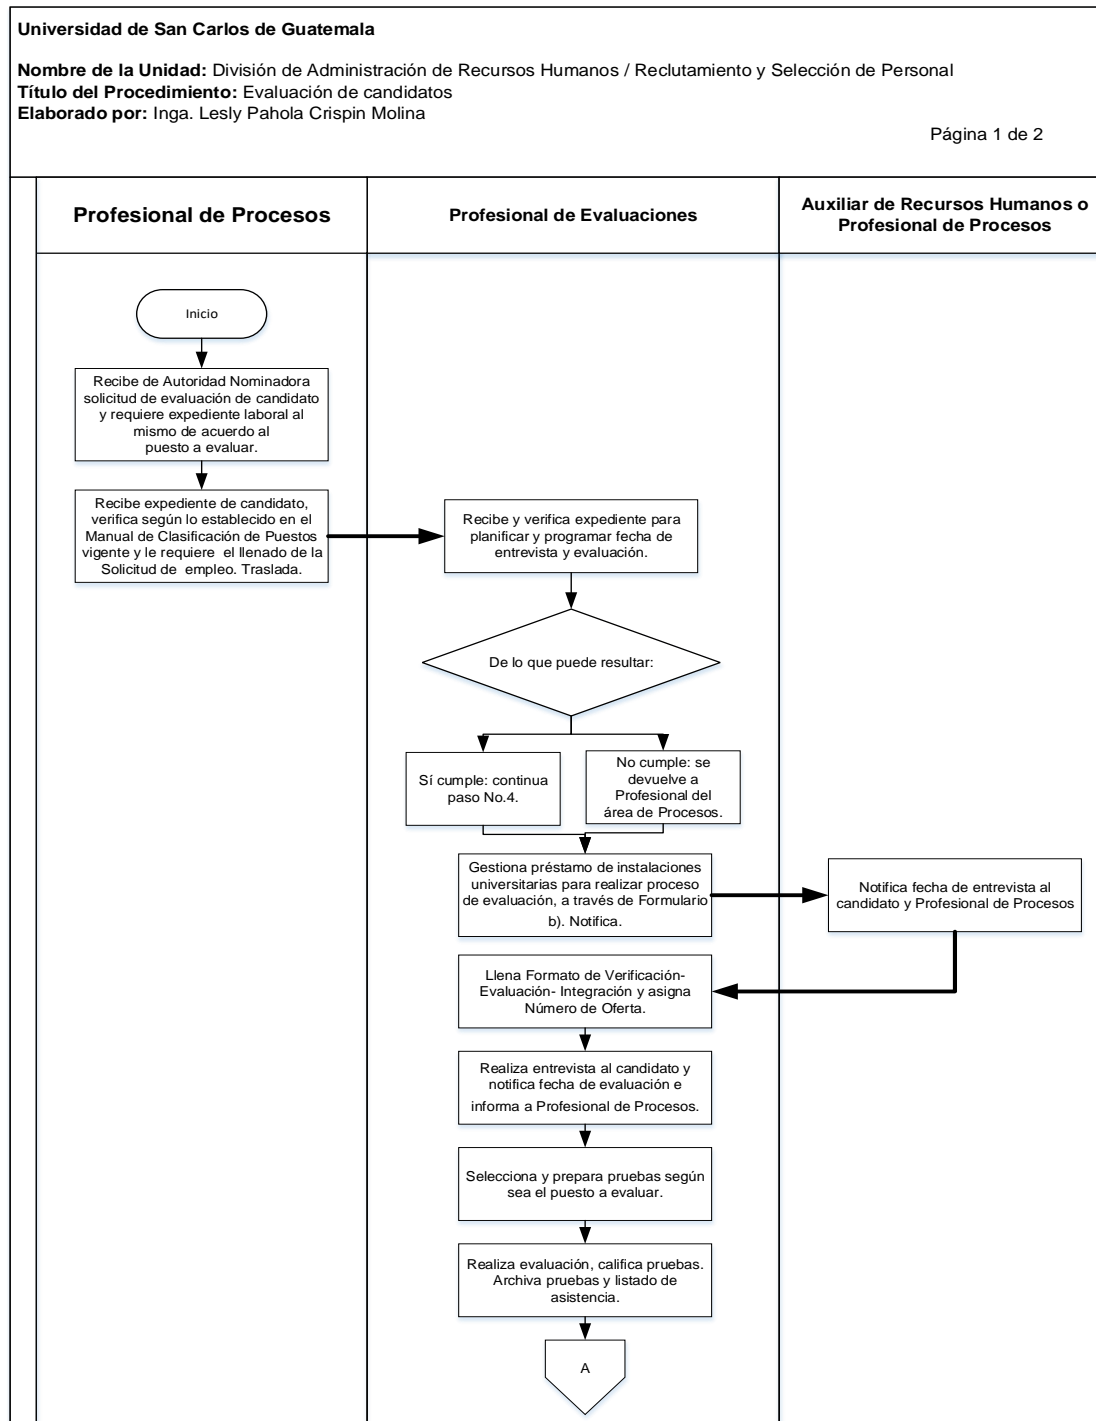 Universidad de San Carlos de Guatemala
Nombre de la Unidad: División de Administración de Recursos Humanos / Reclutamiento y Selección de Personal
Título del Procedimiento: Evaluación de candidatos
Elaborado por: Inga. Lesly Pahola Crispin Molina
Página 1 de 2
Profesional de Procesos
Profesional de Evaluaciones
Auxiliar de Recursos Humanos o
Profesional de Procesos
Inicio
Recibe de Autoridad Nominadora
solicitud de evaluación de candidato
y requiere expediente laboral al
mismo de acuerdo al
puesto a evaluar.
Recibe expediente de candidato,
verifica según lo establecido en el
Manual de Clasificación de Puestos
vigente y le requiere el llenado de la
Solicitud de empleo. Traslada.
Recibe y verifica expediente para
planificar y programar fecha de
entrevista y evaluación.
De lo que puede resultar:
Sí cumple: continua
paso No.4.
No cumple: se
devuelve a
Profesional del
área de Procesos.
Gestiona préstamo de instalaciones
universitarias para realizar proceso
de evaluación, a través de Formulario
b). Notifica.
Notifica fecha de entrevista al
candidato y Profesional de Procesos
Llena Formato de Verificación-
Evaluación- Integración y asigna
Número de Oferta.
Realiza entrevista al candidato y
notifica fecha de evaluación e
informa a Profesional de Procesos.
Selecciona y prepara pruebas según
sea el puesto a evaluar.
Realiza evaluación, califica pruebas.
Archiva pruebas y listado de
asistencia.
A